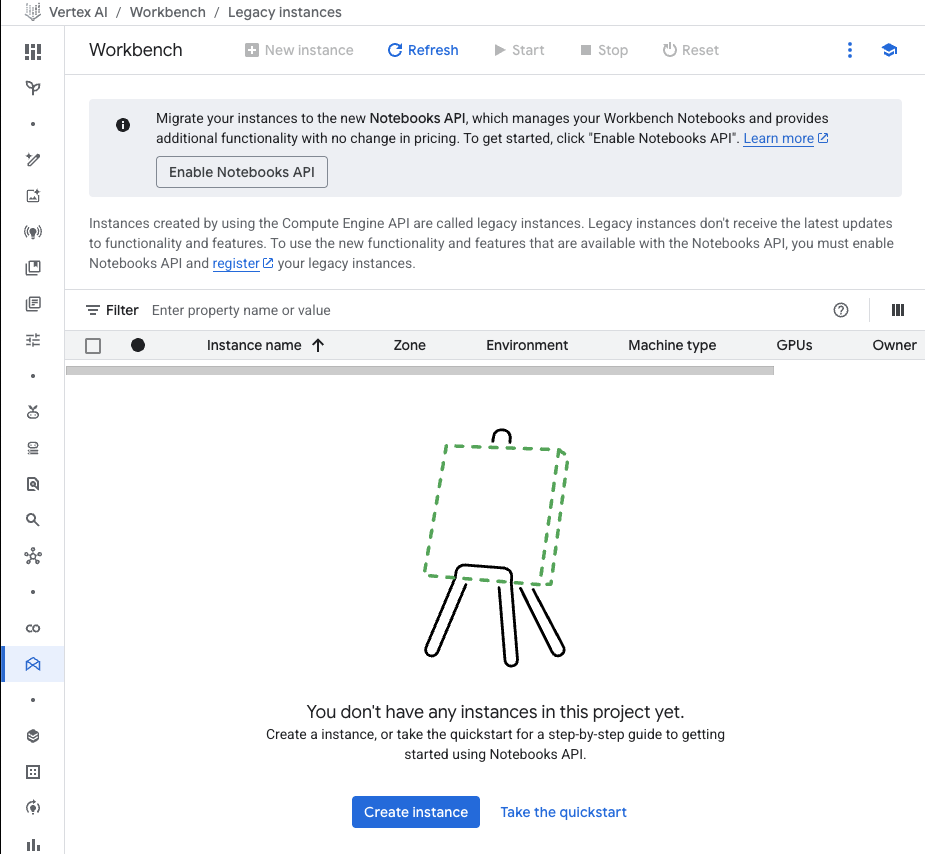 Vertex AI / Workbench / Legacy instances
Workbench
New instance
Refresh
Start
Stop
Reset
Migrate your instances to the new Notebooks API, which manages your Workbench Notebooks and provides
additional functionality with no change in pricing. To get started, click "Enable Notebooks API". Learn more
Enable Notebooks API
Instances created by using the Compute Engine API are called legacy instances. Legacy instances don't receive the latest updates
to functionality and features. To use the new functionality and features that are available with the Notebooks API, you must enable
Notebooks API and register your legacy instances.
Filter Enter property name or value
Instance name Zone Environment Machine type GPUs Owner
You don't have any instances in this project yet.
Create a instance, or take the quickstart for a step-by-step guide to getting
started using Notebooks API.
Create instance Take the quickstart